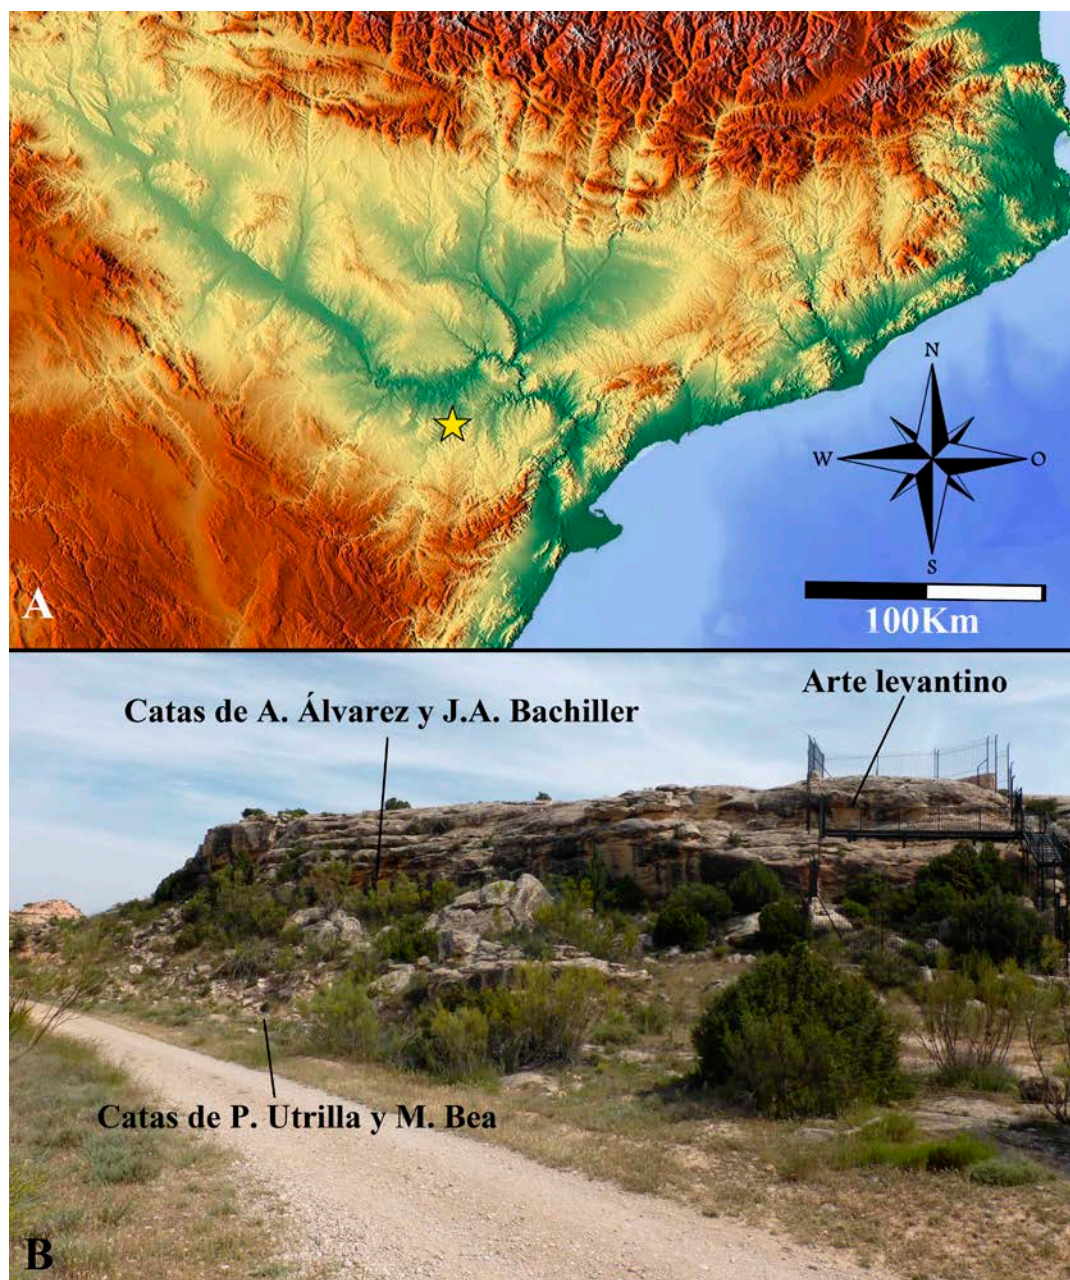 N
W
O
S
A
100Km
Arte levantino
Catas de A. Álvarez y J.A. Bachiller
Catas de P. Utrilla y M. Bea
B